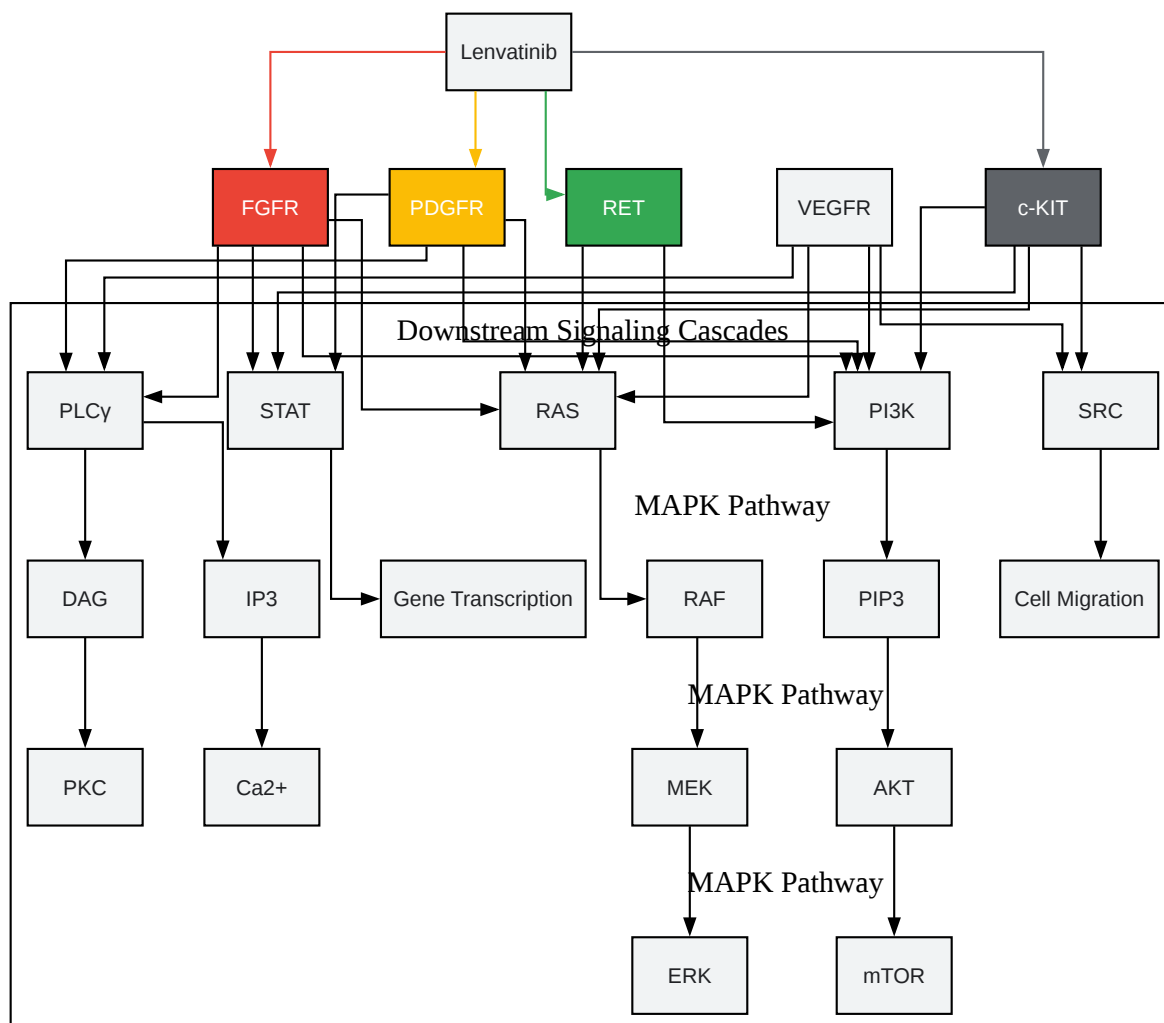 Lenvatinib
FGFR
PDGFR
RET
VEGFR
c-KIT
Downstream Signaling Cascades
PLCγ
STAT
RAS
PI3K
SRC
MAPK Pathway
DAG
IP3
Gene Transcription
RAF
PIP3
Cell Migration
MAPK Pathway
PKC
Ca2+
MEK
AKT
MAPK Pathway
ERK
mTOR